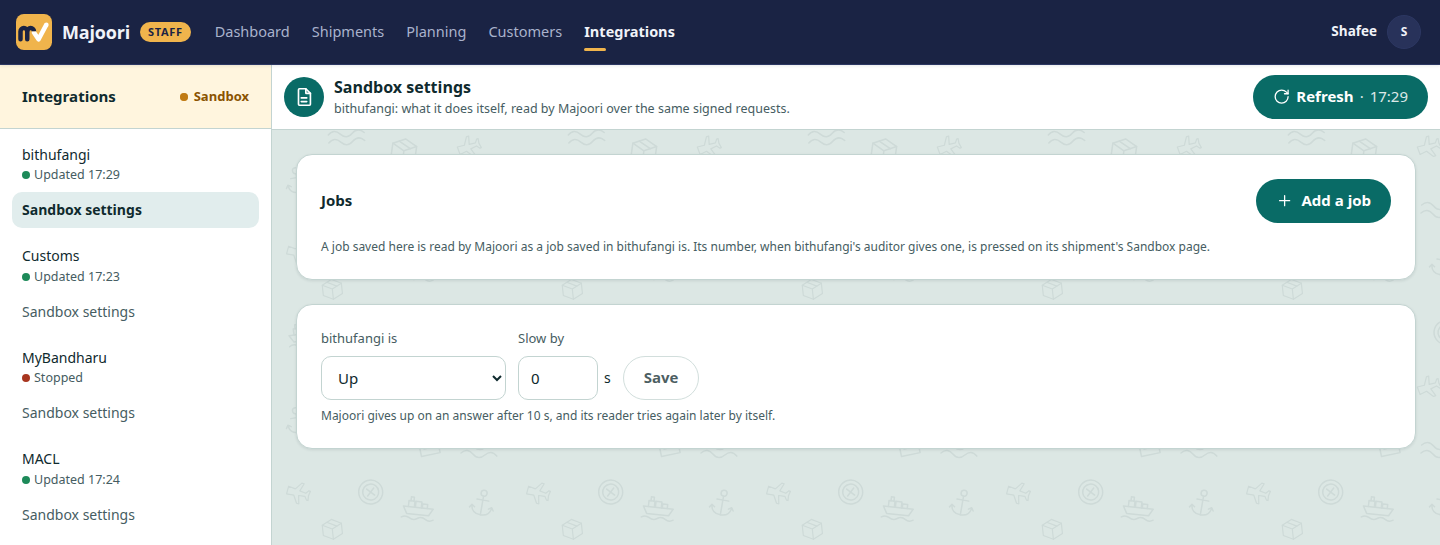 Majoori STAFF Dashboard Shipments Planning Customers Integrations Shafee S
Integrations Sandbox
Sandbox settings
bithufangi: what it does itself, read by Majoori over the same signed requests.
Refresh · 17:29
bithufangi
Updated 17:29
Sandbox settings
Customs
Updated 17:23
Sandbox settings
MyBandharu
Stopped
Sandbox settings
MACL
Updated 17:24
Sandbox settings
Jobs
Add a job
A job saved here is read by Majoori as a job saved in bithufangi is. Its number, when bithufangi's auditor gives one, is pressed on its shipment's Sandbox page.
bithufangi is Slow by
Up 0 s Save
Majoori gives up on an answer after 10 s, and its reader tries again later by itself.